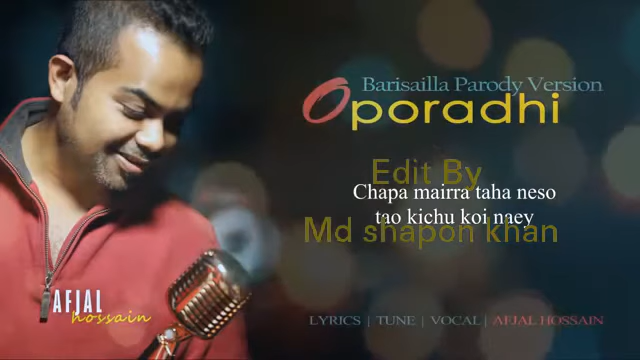 Barisailla Parody Version
Oporadhi
Edit By
Chapa mairra taha neso
tao kichu koi naey
Md shapon khan
AFJAL
hossain
LYRICS | TUNE | VOCAL | AFJAL HOSSAIN